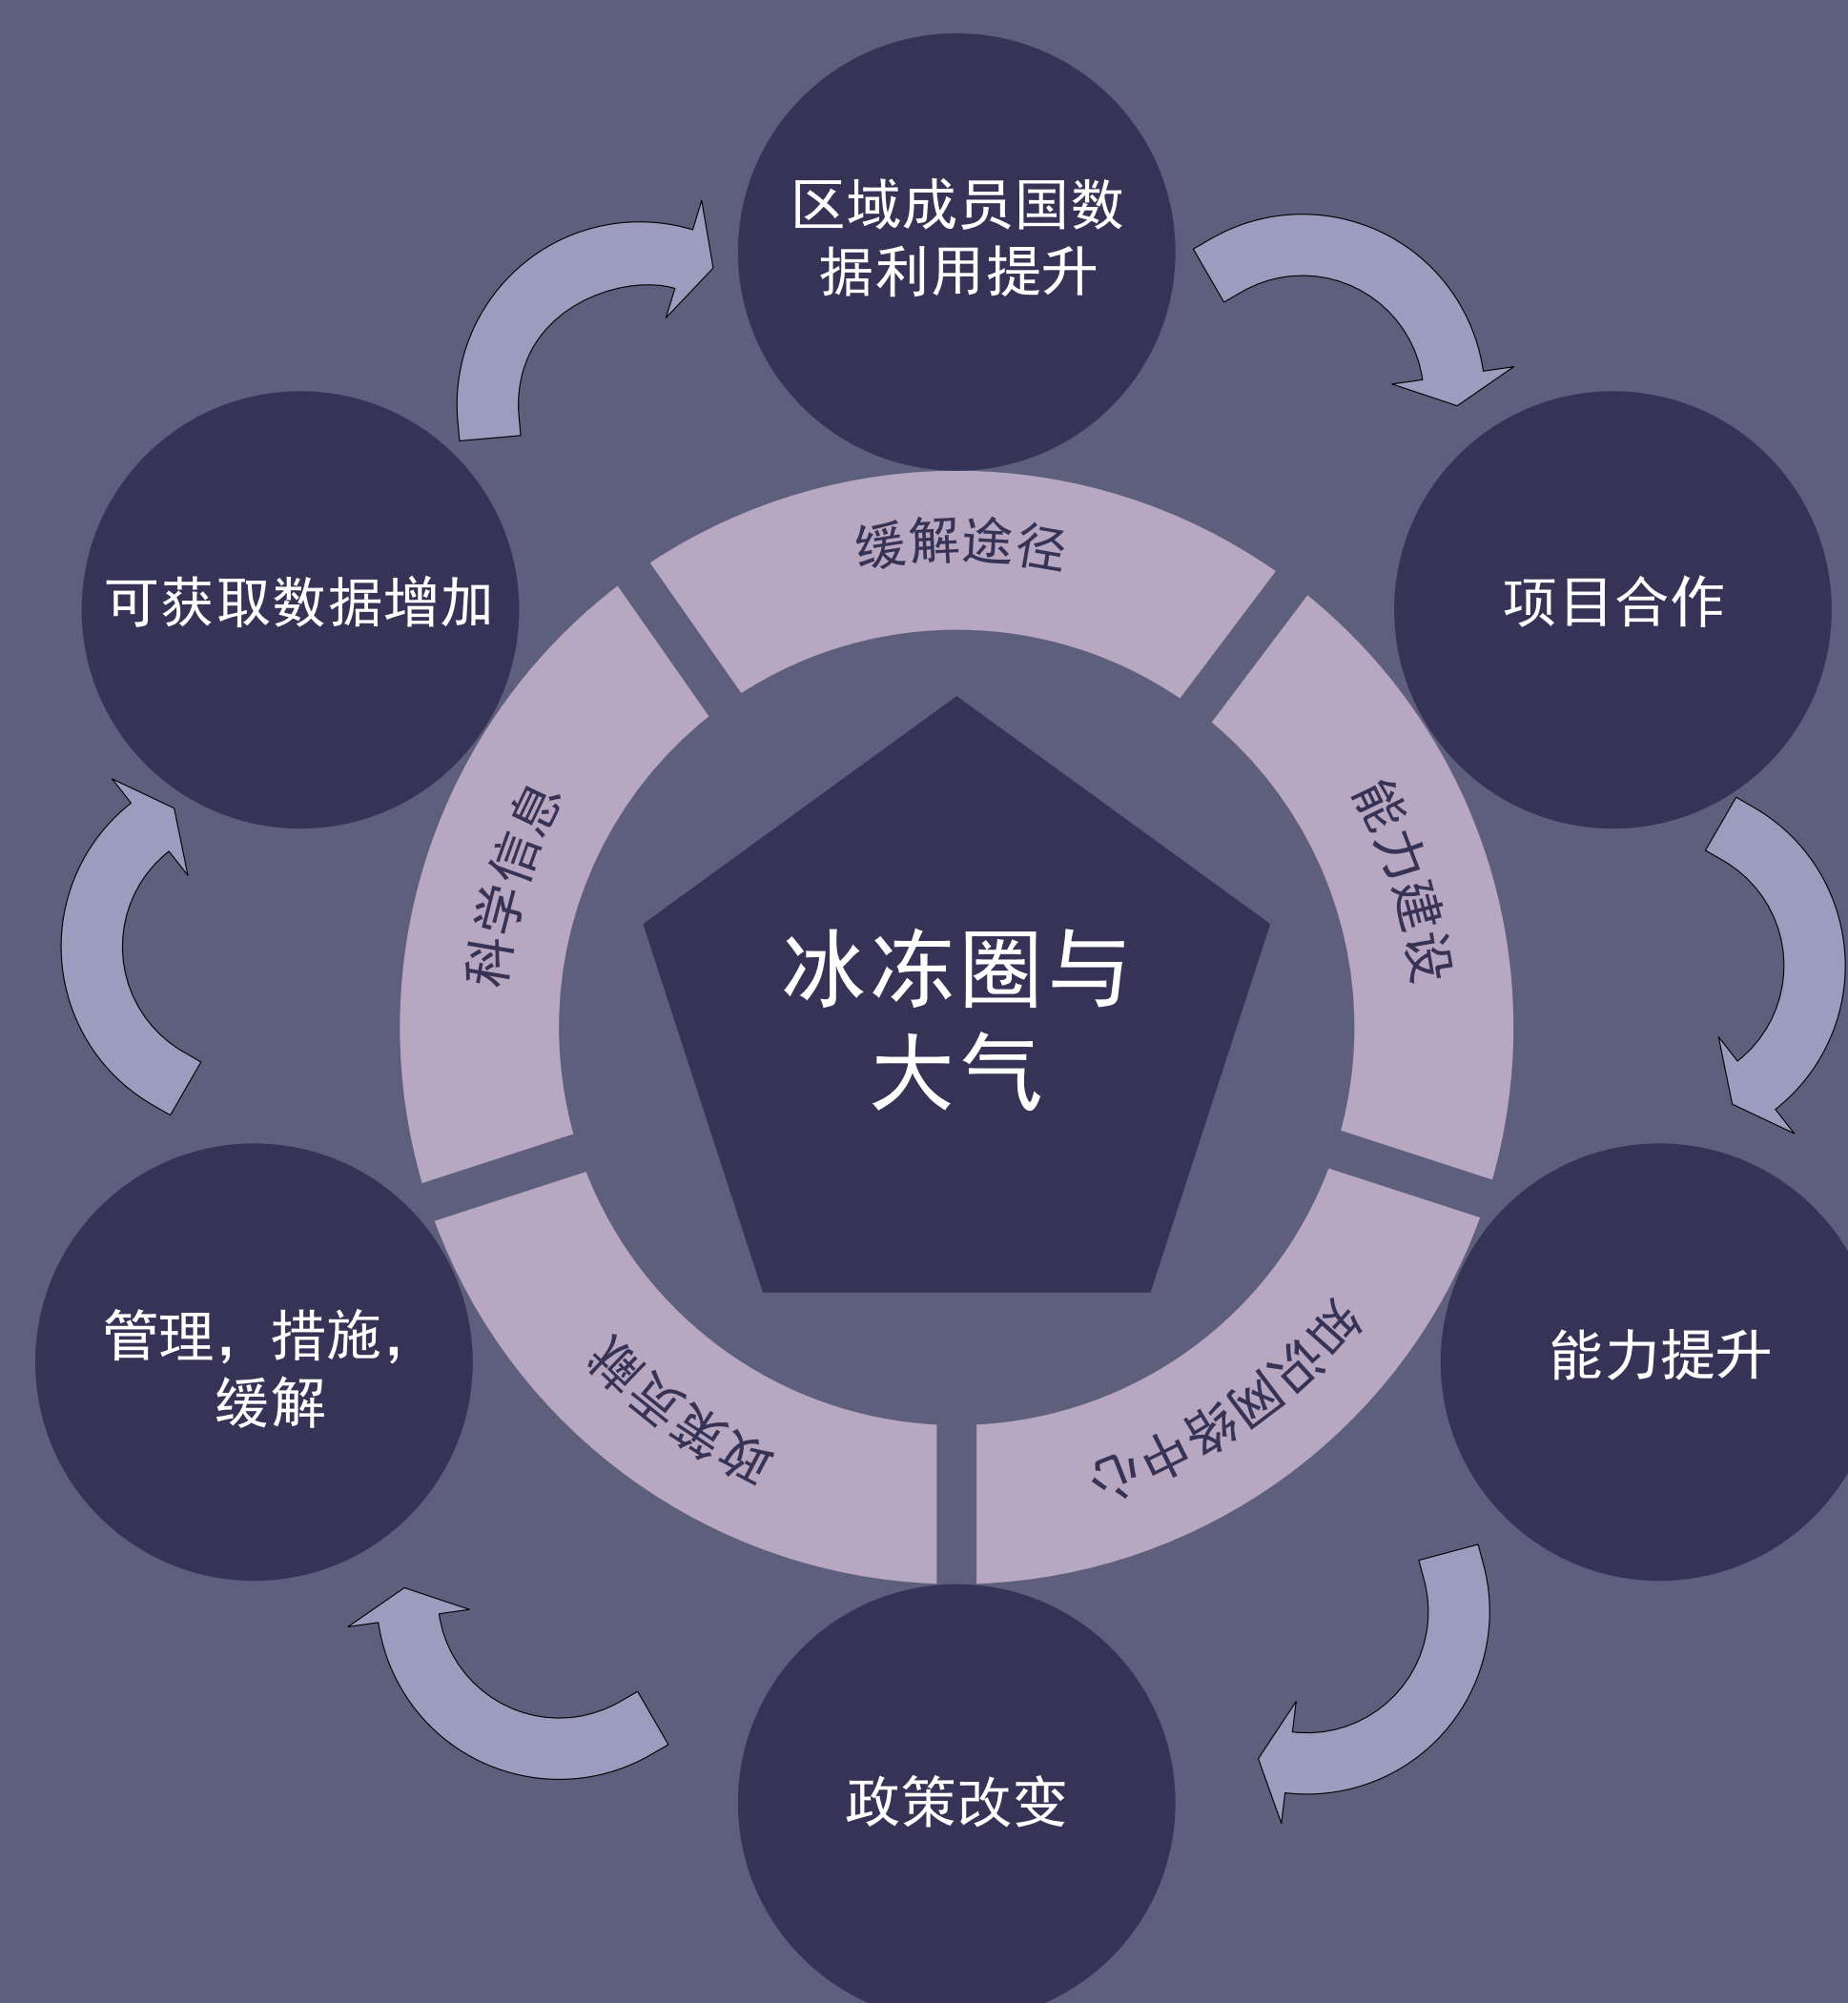 区域成员国数
据利用提升
项目合作
能力提升
政策改变
管理，措施，
缓解
可获取数据增加
缓解途径
能力建设
知识网络中心
政策实践
科学信息
冰冻圈与
大气